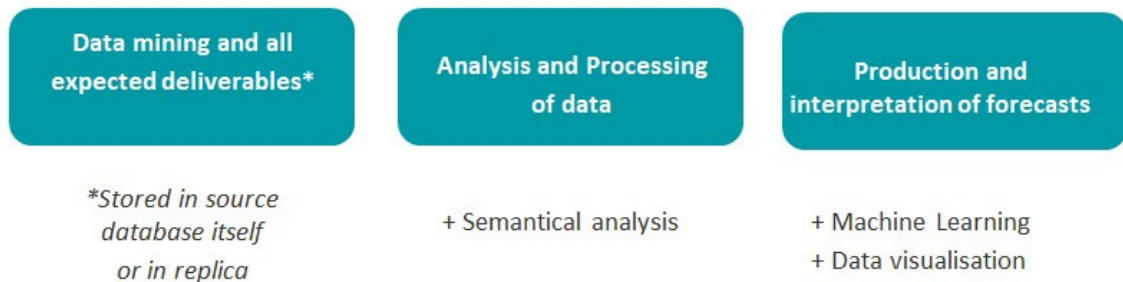 Data mining and all
expected deliverables*
Analysis and Processing
of data
Production and
interpretation of forecasts
*Stored in source
database itself
or in replica
+ Semantical analysis
+ Machine Learning
+ Data visualisation